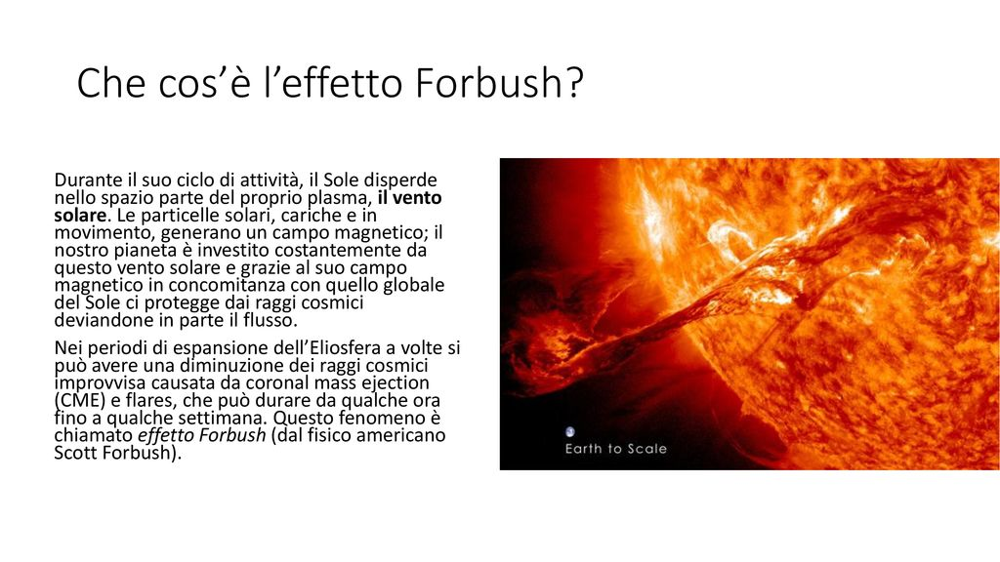 Che cos’è l’effetto Forbush?
Durante il suo ciclo di attività, il Sole disperde
nello spazio parte del proprio plasma, il vento
solare. Le particelle solari, cariche e in
movimento, generano un campo magnetico; il
nostro pianeta è investito costantemente da
questo vento solare e grazie al suo campo
magnetico in concomitanza con quello globale
del Sole ci protegge dai raggi cosmici
deviandone in parte il flusso.
Nei periodi di espansione dell’Eliosfera a volte si
può avere una diminuzione dei raggi cosmici
improvvisa causata da coronal mass ejection
(CME) e flares, che può durare da qualche ora
fino a qualche settimana. Questo fenomeno è
chiamato effetto Forbush (dal fisico americano
Scott Forbush).
Earth to Scale